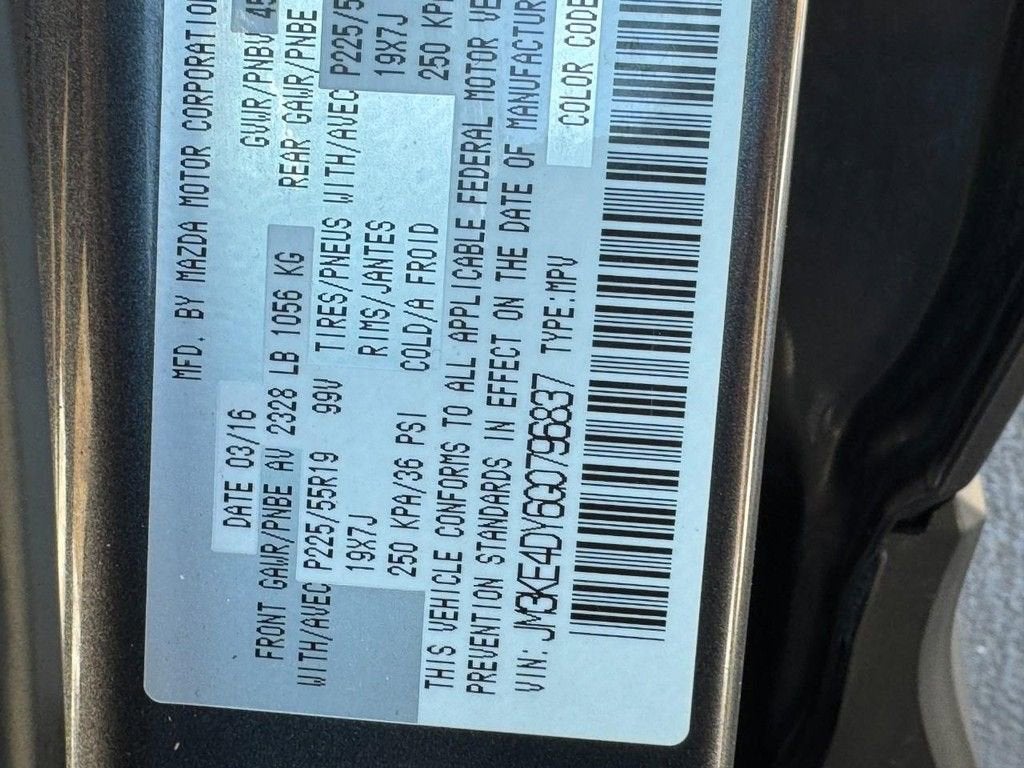 MFD. BY MAZDA MOTOR CORPORATION
DATE 03/16 GVWR/PNBV
FRONT GAWR/PNBE AV 2328 LB 1056 KG REAR GAWR/PNBE
WITH/AVEC P225/55R19 99V TIRES/PNEUS WITH/AVEC P225/5
19X7J RIMS/JANTES 19X7J
250 KPA/36 PSI COLD/A FROID 250 KPA
THIS VEHICLE CONFORMS TO ALL APPLICABLE FEDERAL MOTOR VE
PREVENTION STANDARDS IN EFFECT ON THE DATE OF MANUFACTUR
VIN: JM3KE4DY6G0796837 TYPE:MPV COLOR CODE